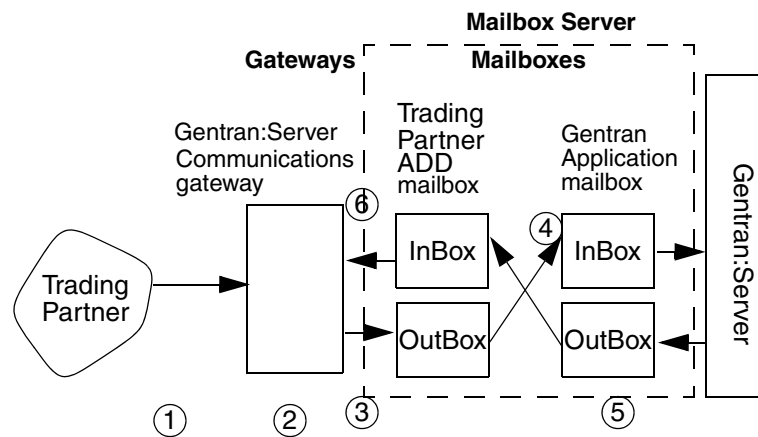 Mailbox Server
Gateways
Mailboxes
Gentran:Server
Communications
gateway
Trading
Partner
ADD
mailbox
Gentran
Application
mailbox
6
4
InBox
InBox
Trading
Partner
OutBox
OutBox
Gentran:Server
1
2
3
5